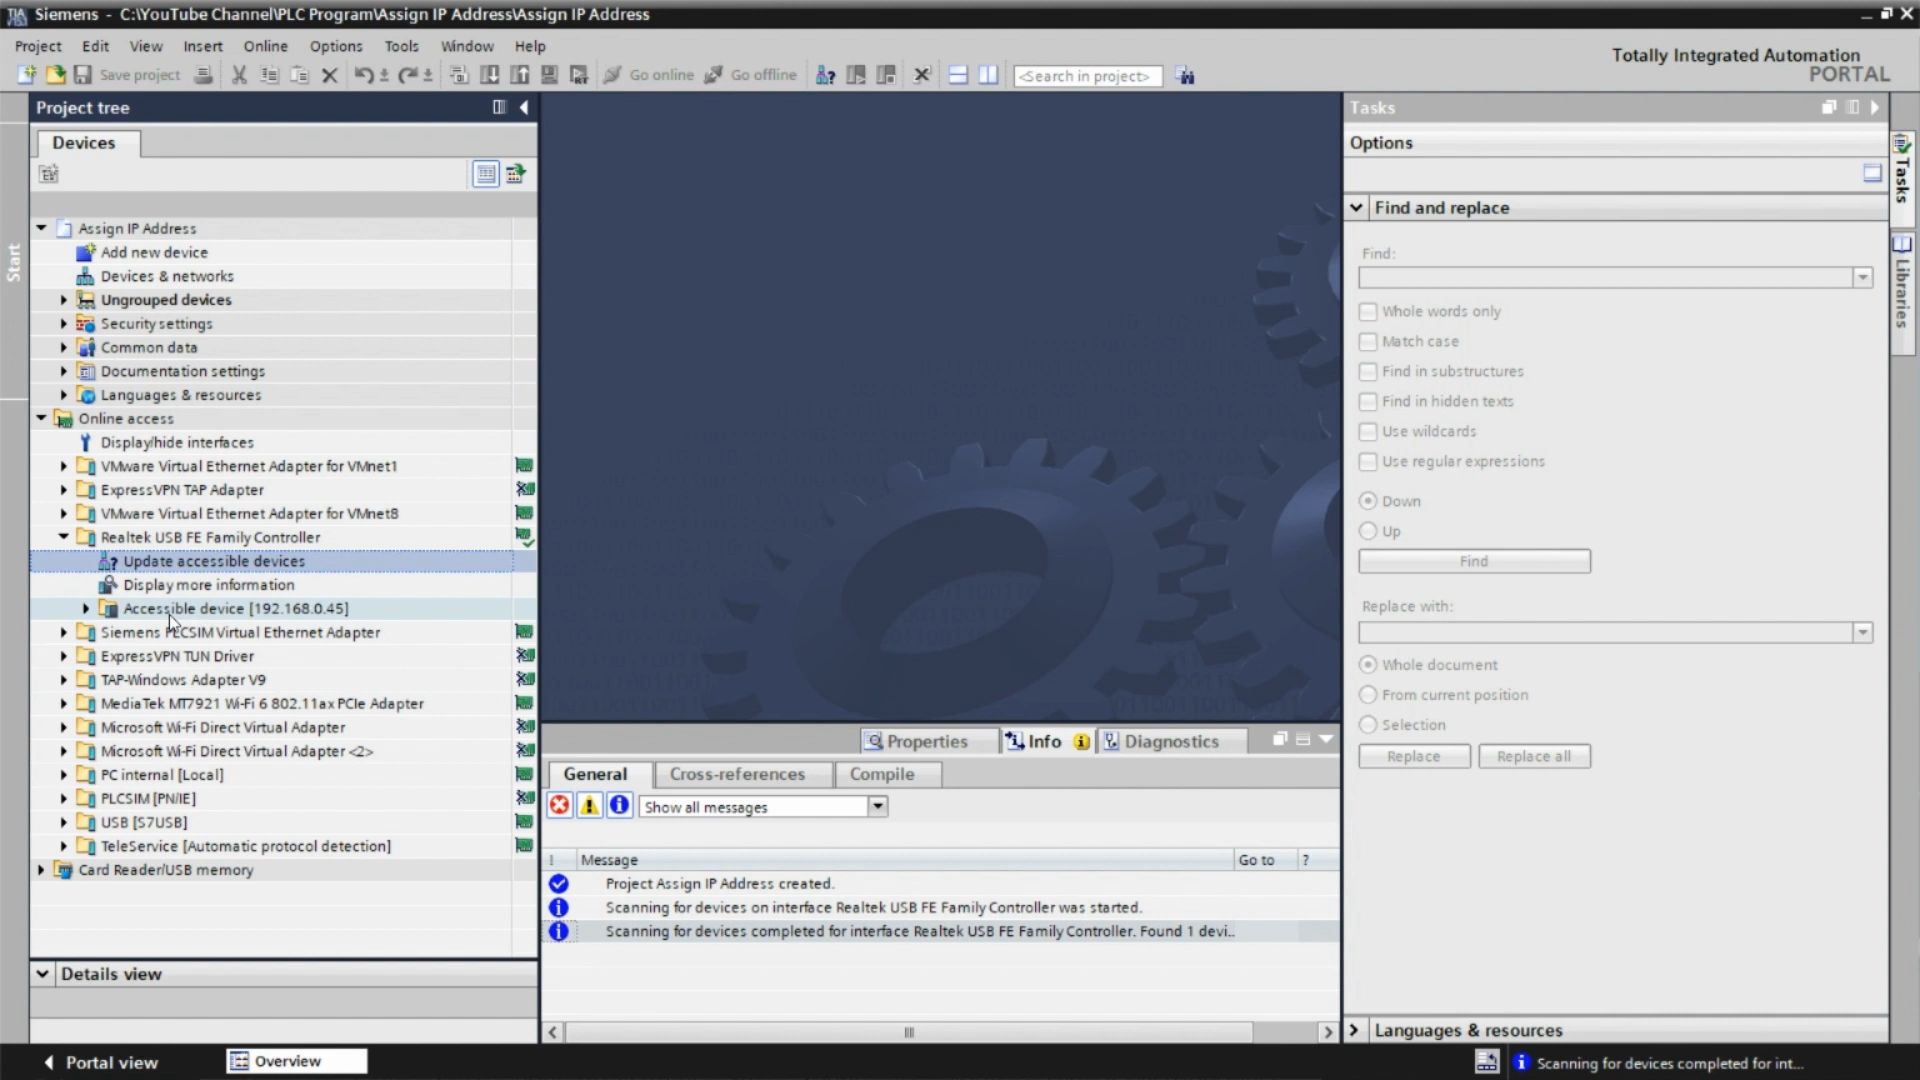 Siemens - C:\YouTube Channel\PLC Program\Assign IP Address\Assign IP Address
Project Edit View Insert Online Options Tools Window Help
Totally Integrated Automation
PORTAL
Save project
Go online
Go offline
<Search in project>
Project tree
Devices
Start
Assign IP Address
Add new device
Devices & networks
Ungrouped devices
Security settings
Common data
Documentation settings
Languages & resources
Online access
Display/hide interfaces
VMware Virtual Ethernet Adapter for VMnet1
ExpressVPN TAP Adapter
VMware Virtual Ethernet Adapter for VMnet8
Realtek USB FE Family Controller
Update accessible devices
Display more information
Accessible device [192.168.0.45]
Siemens PLCSIM Virtual Ethernet Adapter
ExpressVPN TUN Driver
TAP-Windows Adapter V9
MediaTek MT7921 Wi-Fi 6 802.11ax PCIe Adapter
Microsoft Wi-Fi Direct Virtual Adapter
Microsoft Wi-Fi Direct Virtual Adapter <2>
PC internal [Local]
PLCSIM [PN/IE]
USB [S7USB]
TeleService [Automatic protocol detection]
Card Reader/USB memory
Details view
Properties
Info
Diagnostics
General
Cross-references
Compile
Show all messages
! Message Go to ?
Project Assign IP Address created.
Scanning for devices on interface Realtek USB FE Family Controller was started.
Scanning for devices completed for interface Realtek USB FE Family Controller. Found 1 devi..
Tasks
Options
Find and replace
Find:
Whole words only
Match case
Find in substructures
Find in hidden texts
Use wildcards
Use regular expressions
Down
Up
Find
Replace with:
Whole document
From current position
Selection
Replace
Replace all
Languages & resources
Tasks
Libraries
Portal view
Overview
Scanning for devices completed for int...